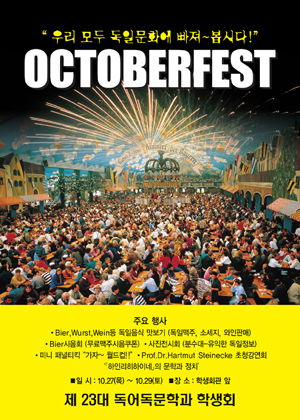 “ 우리 모두 독일문화에 빠져~봅시다!”
OCTOBERFEST
주요 행사
• Bier,Wurst,Wein등 독일음식 맛보기 (독일맥주, 소세지, 와인판매)
• Bier시음회 (무료맥주시음쿠폰) • 사진전시회 (분수대~유익한 독일정보)
• 미니 패널티킥 "가자~ 월드컵!!" • Prof.Dr.Hartmut Steinecke 초청강연회
"「하인리히하이네」의 문학과 정치"
■ 일 시 : 10.27(목) ~ 10.29(토) ■ 장 소 : 학생회관 앞
제 23대 독어독문학과 학생회